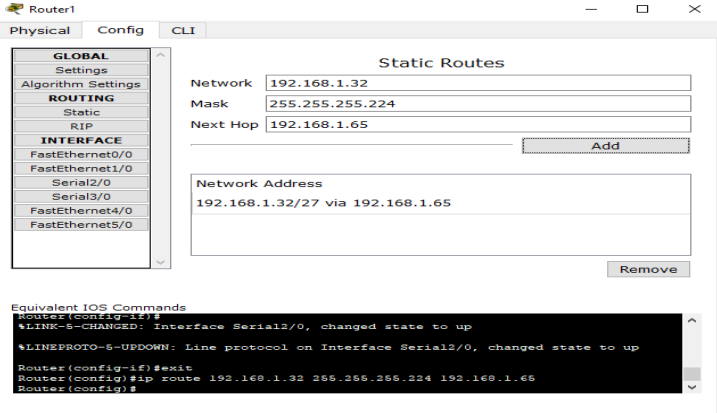 Router1
Physical Config CLI
GLOBAL
Settings
Algorithm Settings
ROUTING
Static
RIP
INTERFACE
FastEthernet0/0
FastEthernet1/0
Serial2/0
Serial3/0
FastEthernet4/0
FastEthernet5/0
Static Routes
Network 192.168.1.32
Mask 255.255.255.224
Next Hop 192.168.1.65
Add
Network Address
192.168.1.32/27 via 192.168.1.65
Remove
Equivalent IOS Commands
Router(config-if)#
%LINK-5-CHANGED: Interface Serial2/0, changed state to up
%LINEPROTO-5-UPDOWN: Line protocol on Interface Serial2/0, changed state to up
Router(config-if)#exit
Router(config)#ip route 192.168.1.32 255.255.255.224 192.168.1.65
Router(config)#